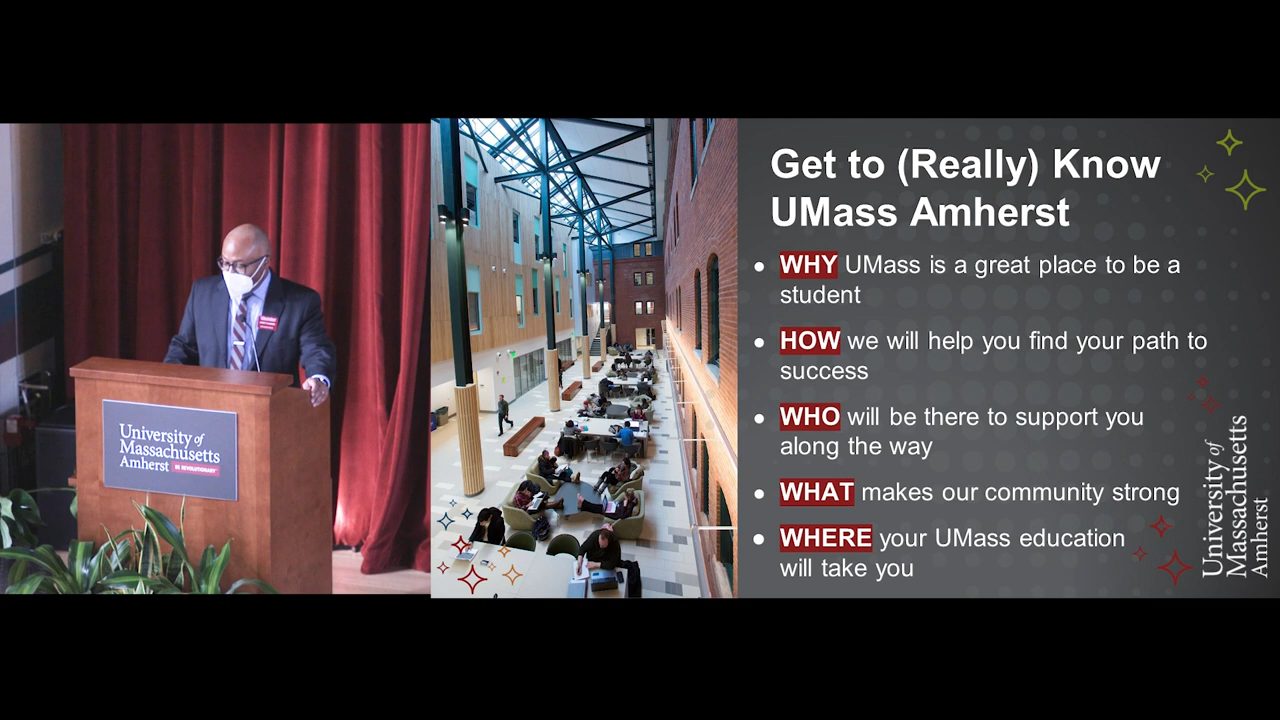 University of
Massachusetts
Amherst BE REVOLUTIONARY
Get to (Really) Know
UMass Amherst
• WHY UMass is a great place to be a
student
• HOW we will help you find your path to
success
• WHO will be there to support you
along the way
• WHAT makes our community strong
• WHERE your UMass education
will take you
University of
Massachusetts
Amherst